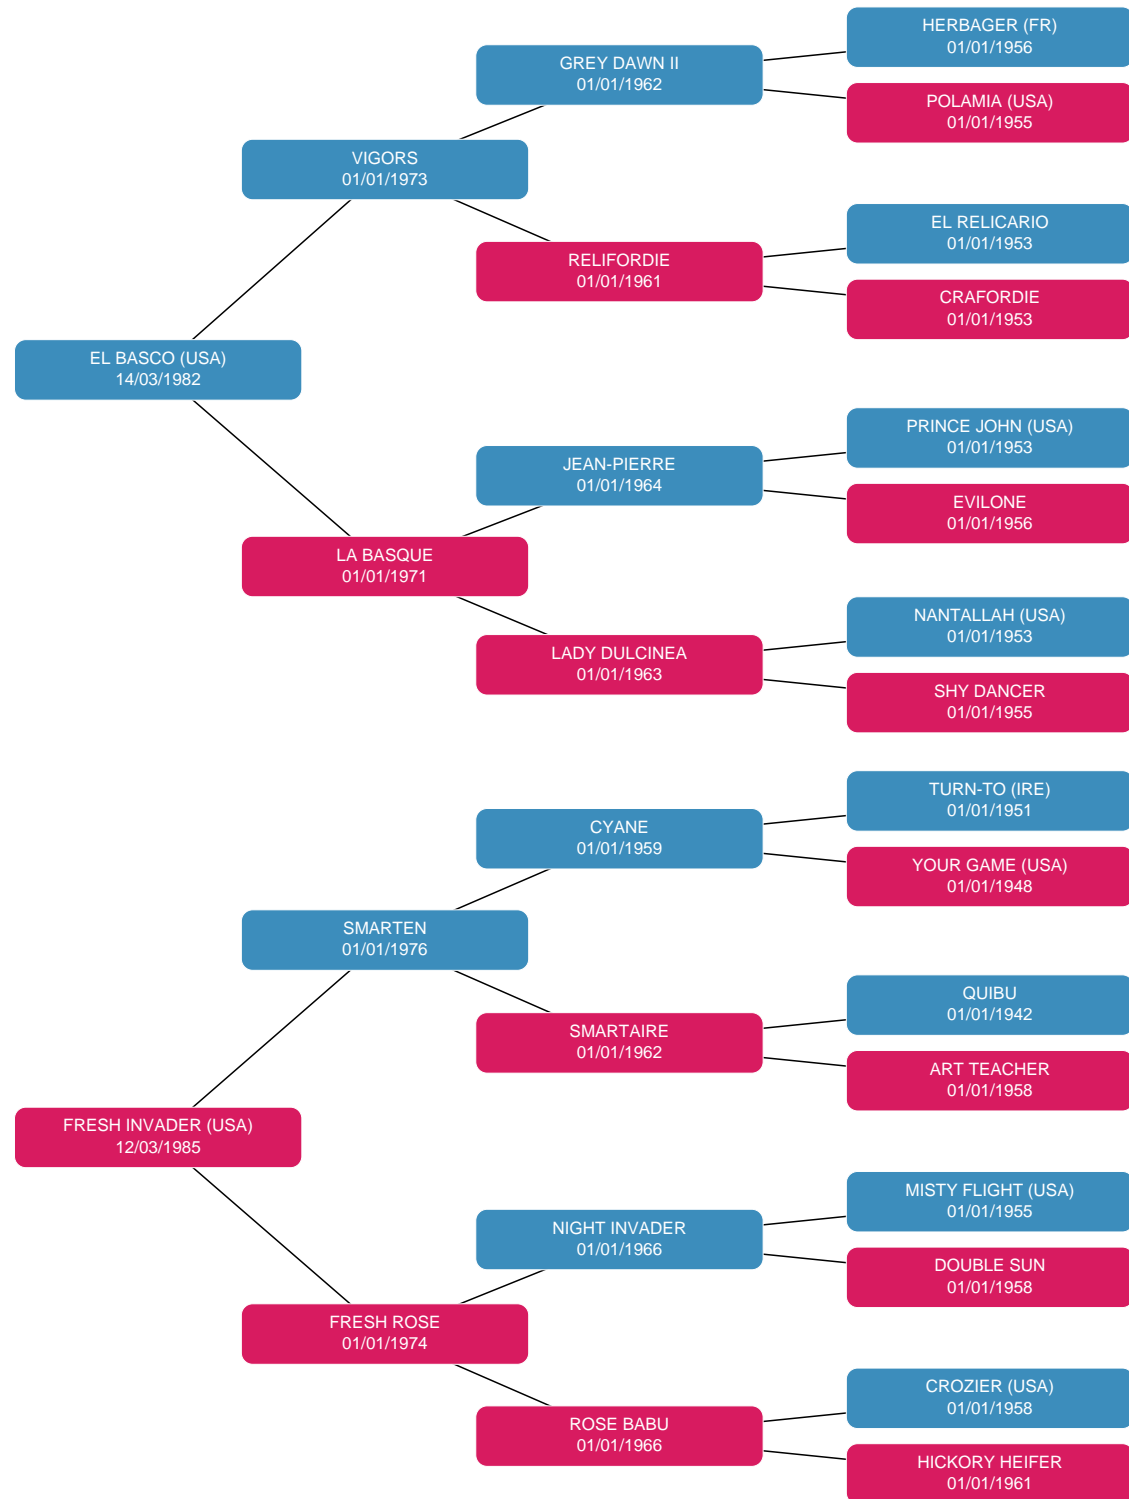 HERBAGER (FR)
01/01/1956
GREY DAWN II
01/01/1962
POLAMIA (USA)
01/01/1955
VIGORS
01/01/1973
EL RELICARIO
01/01/1953
RELIFORDIE
01/01/1961
CRAFORDIE
01/01/1953
EL BASCO (USA)
14/03/1982
PRINCE JOHN (USA)
01/01/1953
JEAN-PIERRE
01/01/1964
EVILONE
01/01/1956
LA BASQUE
01/01/1971
NANTALLAH (USA)
01/01/1953
LADY DULCINEA
01/01/1963
SHY DANCER
01/01/1955
TURN-TO (IRE)
01/01/1951
CYANE
01/01/1959
YOUR GAME (USA)
01/01/1948
SMARTEN
01/01/1976
QUIBU
01/01/1942
SMARTAIRE
01/01/1962
ART TEACHER
01/01/1958
FRESH INVADER (USA)
12/03/1985
MISTY FLIGHT (USA)
01/01/1955
NIGHT INVADER
01/01/1966
DOUBLE SUN
01/01/1958
FRESH ROSE
01/01/1974
CROZIER (USA)
01/01/1958
ROSE BABU
01/01/1966
HICKORY HEIFER
01/01/1961